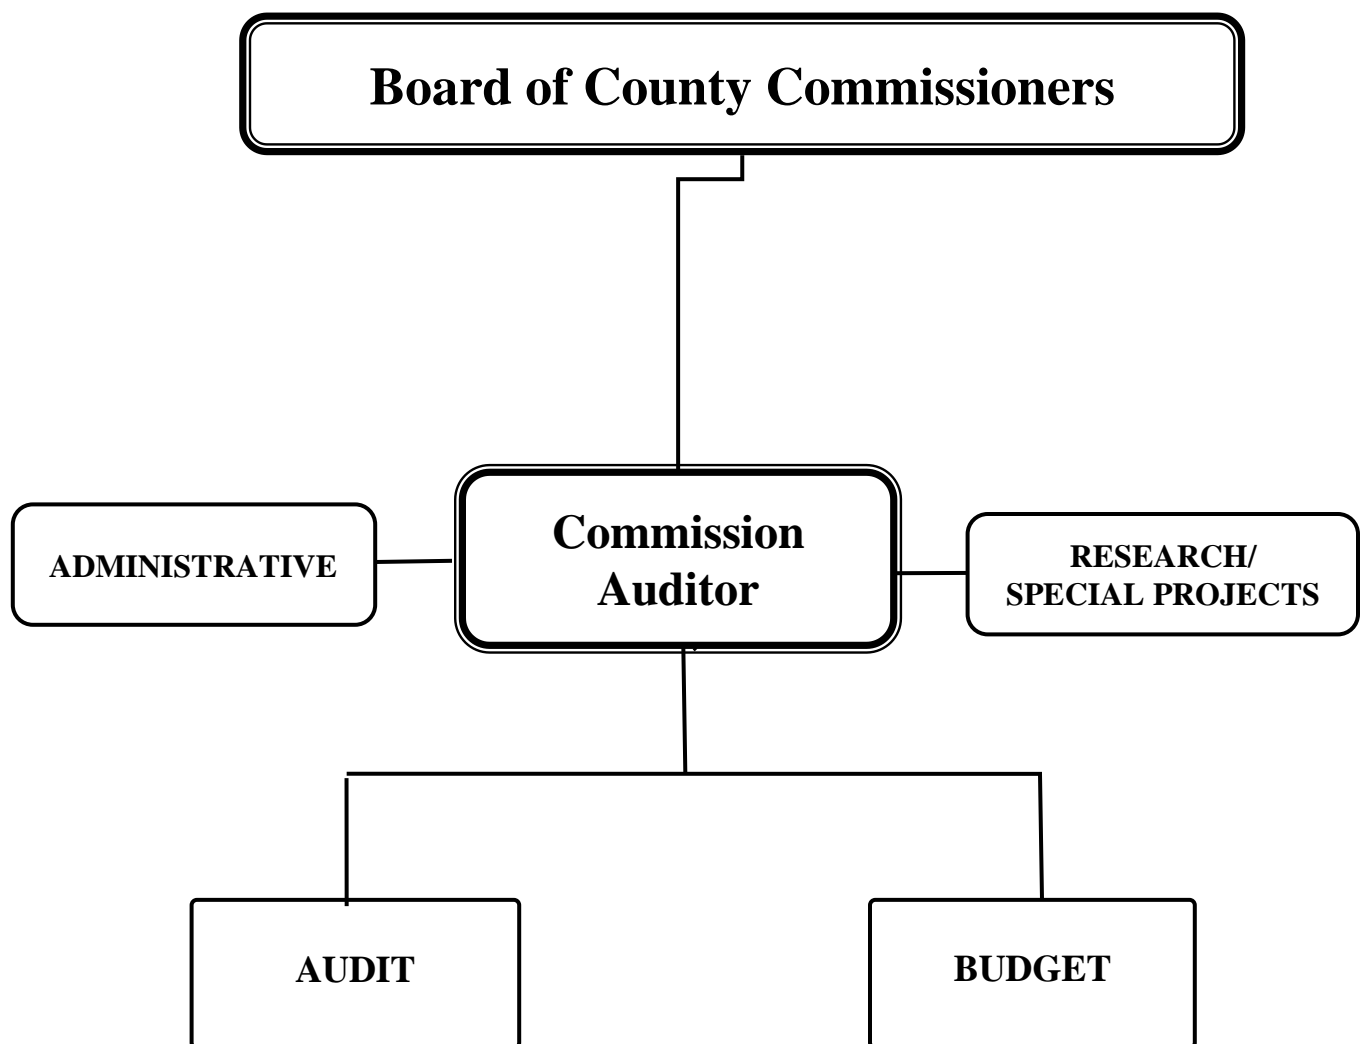 Board of County Commissioners
Commission
Auditor
ADMINISTRATIVE
RESEARCH/
SPECIAL PROJECTS
AUDIT
BUDGET